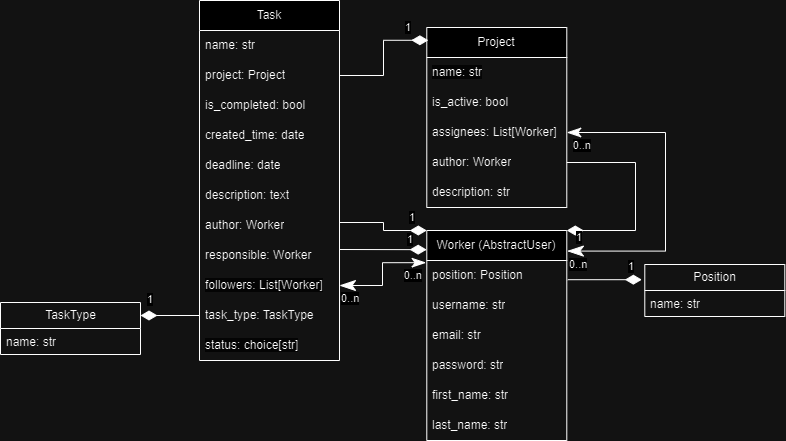 Task
name: str
project: Project
is_completed: bool
created_time: date
deadline: date
description: text
author: Worker
responsible: Worker
followers: List[Worker]
task_type: TaskType
status: choice[str]
1
Project
name: str
is_active: bool
assignees: List[Worker]
author: Worker
description: str
0..n
1
1
1
Worker (AbstractUser)
position: Position
username: str
email: str
password: str
first_name: str
last_name: str
0..n
0..n
0..n
1
Position
name: str
1
TaskType
name: str